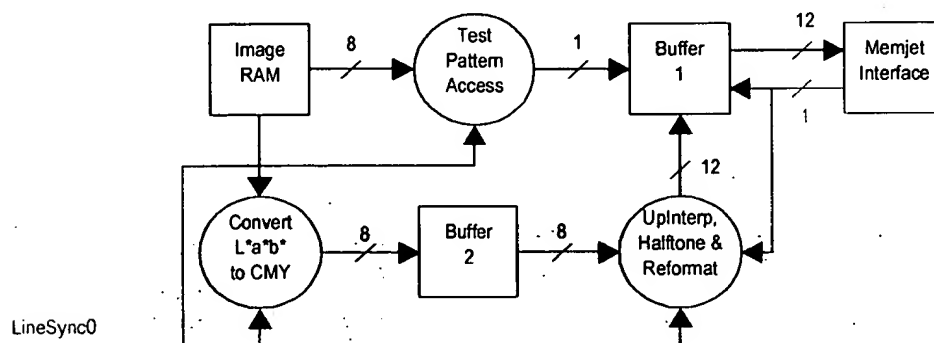 Image
RAM
8
Test
Pattern
Access
1
Buffer
1
12
Memjet
Interface
1
12
Convert
L*a*b*
to CMY
8
Buffer
2
8
UpInterp,
Halftone &
Reformat
LineSync0